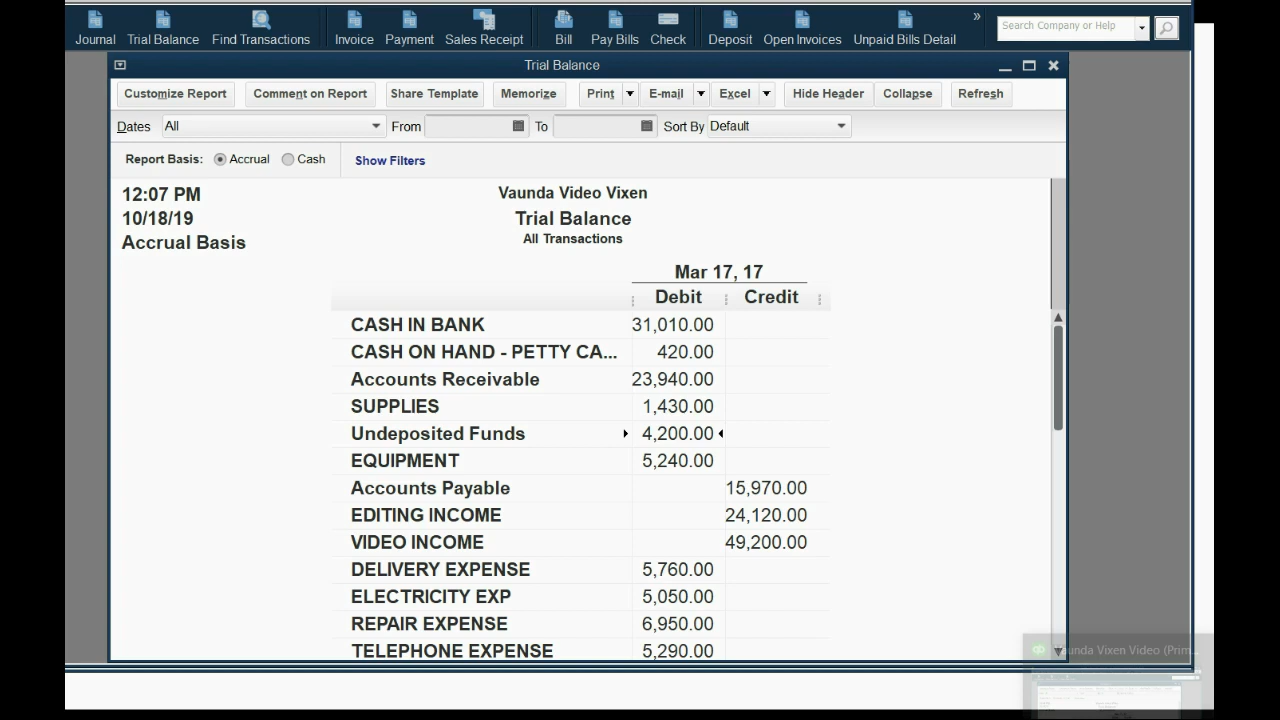 Journal Trial Balance Find Transactions Invoice Payment Sales Receipt Bill Pay Bills Check Deposit Open Invoices Unpaid Bills Detail » Search Company or Help
Trial Balance
Customize Report Comment on Report Share Template Memorize Print E-mail Excel Hide Header Collapse Refresh
Dates All From To Sort By Default
Report Basis: Accrual Cash Show Filters
12:07 PM Vaunda Video Vixen
10/18/19 Trial Balance
Accrual Basis All Transactions
Mar 17, 17
Debit Credit
CASH IN BANK 31,010.00
CASH ON HAND - PETTY CA... 420.00
Accounts Receivable 23,940.00
SUPPLIES 1,430.00
Undeposited Funds 4,200.00
EQUIPMENT 5,240.00
Accounts Payable 15,970.00
EDITING INCOME 24,120.00
VIDEO INCOME 49,200.00
DELIVERY EXPENSE 5,760.00
ELECTRICITY EXP 5,050.00
REPAIR EXPENSE 6,950.00
TELEPHONE EXPENSE 5,290.00
Vixen Video (Prim...